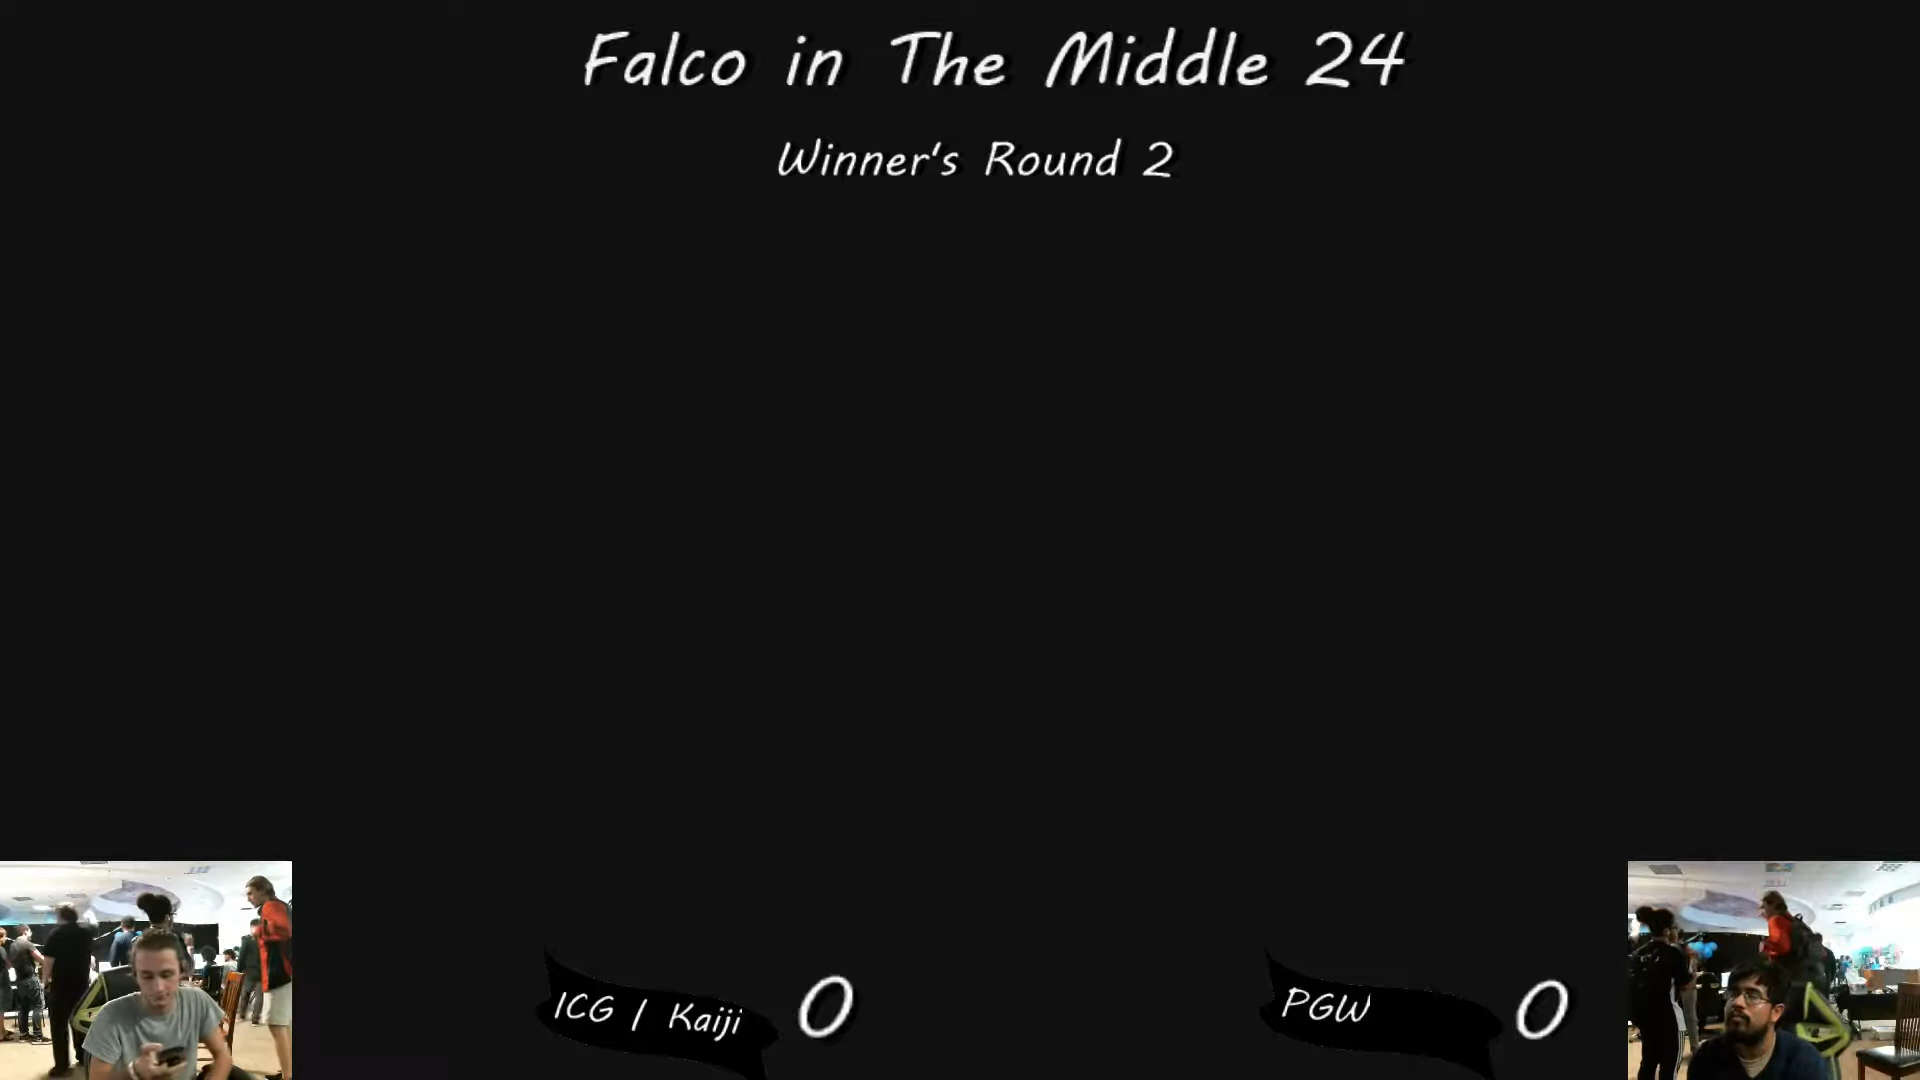 Falco in The Middle 24
Winner's Round 2
ICG / Kaiji 0
PGW 0